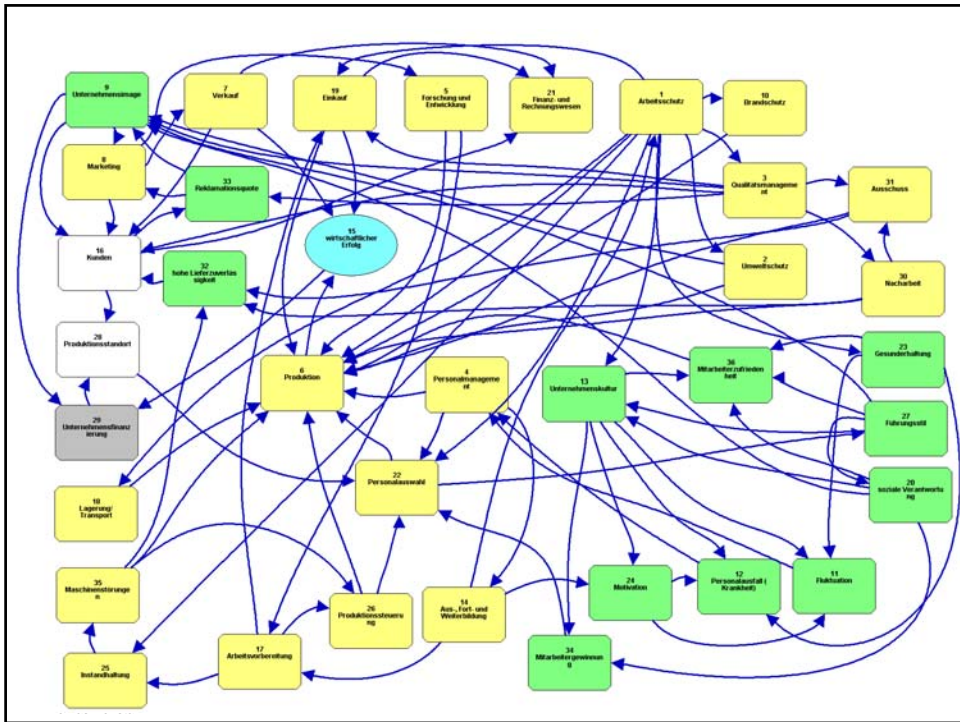 9
Unternehmensimage
7
Verkauf
19
Einkauf
5
Forschung und
Entwicklung
21
Finanz- und
Rechnungswesen
1
Arbeitsschutz
10
Brandschutz
8
Marketing
33
Reklamationsquote
3
Qualitätsmanageme
nt
31
Ausschuss
16
Kunden
15
wirtschaftlicher
Erfolg
32
hohe Lieferzuverläs
sigkeit
2
Umweltschutz
30
Nacharbeit
28
Produktionsstandort
6
Produktion
4
Personalmanageme
nt
13
Unternehmenskultur
36
Mitarbeiterzufrieden
heit
23
Gesunderhaltung
29
Unternehmensfinanz
ierung
27
Führungsstil
22
Personalauswahl
20
soziale Verantwortu
ng
18
Lagerung/
Transport
35
Maschinenstörunge
n
26
Produktionssteueru
ng
14
Aus-, Fort- und
Weiterbildung
24
Motivation
12
Personalausfall (
Krankheit)
11
Fluktuation
25
Instandhaltung
17
Arbeitsvorbereitung
34
Mitarbeitergewinnun
g